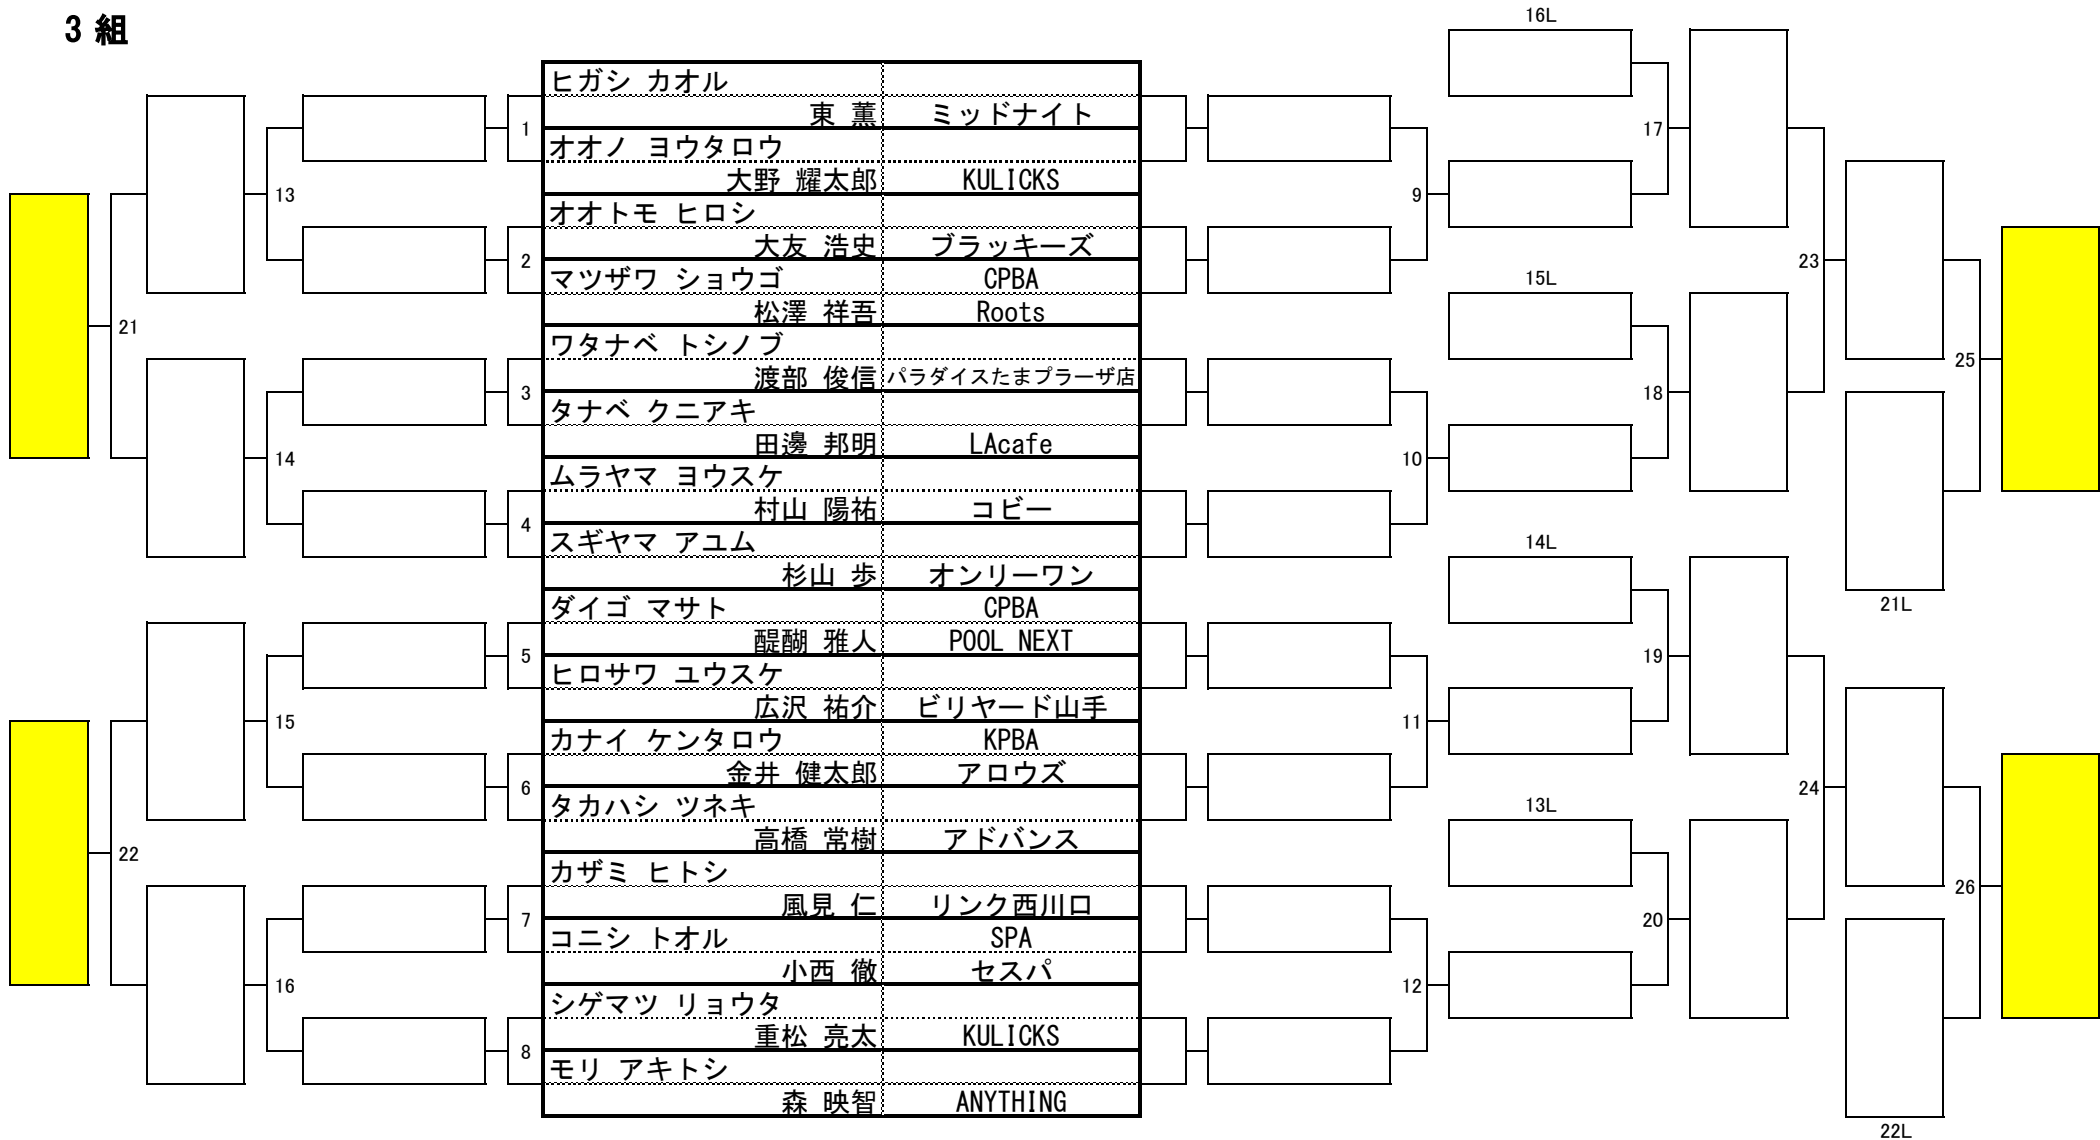 3 組
16L
ヒガシ カオル
東 薫 ミッドナイト
1
17
オオノ ヨウタロウ
大野 耀太郎 KULICKS
13
9
オオトモ ヒロシ
大友 浩史 ブラッキーズ
2
23
マツザワ ショウゴ CPBA
15L
松澤 祥吾 Roots
21
ワタナベ トシノブ
25
渡部 俊信 パラダイスたまプラーザ店
3
18
タナベ クニアキ
田邊 邦明 LAcafe
14
10
ムラヤマ ヨウスケ
村山 陽祐 コビー
4
スギヤマ アユム
14L
杉山 歩 オンリーワン
ダイゴ マサト CPBA
21L
醍醐 雅人 POOL NEXT
5
19
ヒロサワ ユウスケ
広沢 祐介 ビリヤード山手
15
11
カナイ ケンタロウ KPBA
金井 健太郎 アロウズ
6
24
タカハシ ツネキ
13L
高橋 常樹 アドバンス
22
カザミ ヒトシ
26
風見 仁 リンク西川口
7
20
コニシ トオル SPA
小西 徹 セスパ
16
12
シゲマツ リョウタ
重松 亮太 KULICKS
8
モリ アキトシ
森 映智 ANYTHING
22L